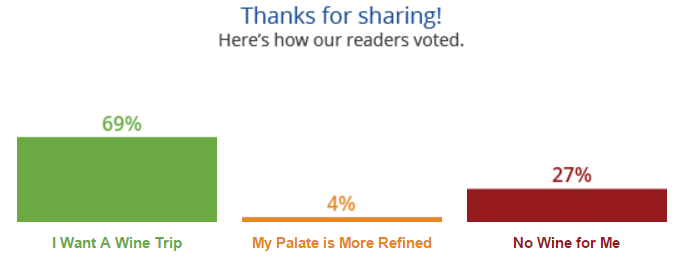 Thanks for sharing!
Here's how our readers voted.
69%
4%
27%
I Want A Wine Trip
My Palate is More Refined
No Wine for Me